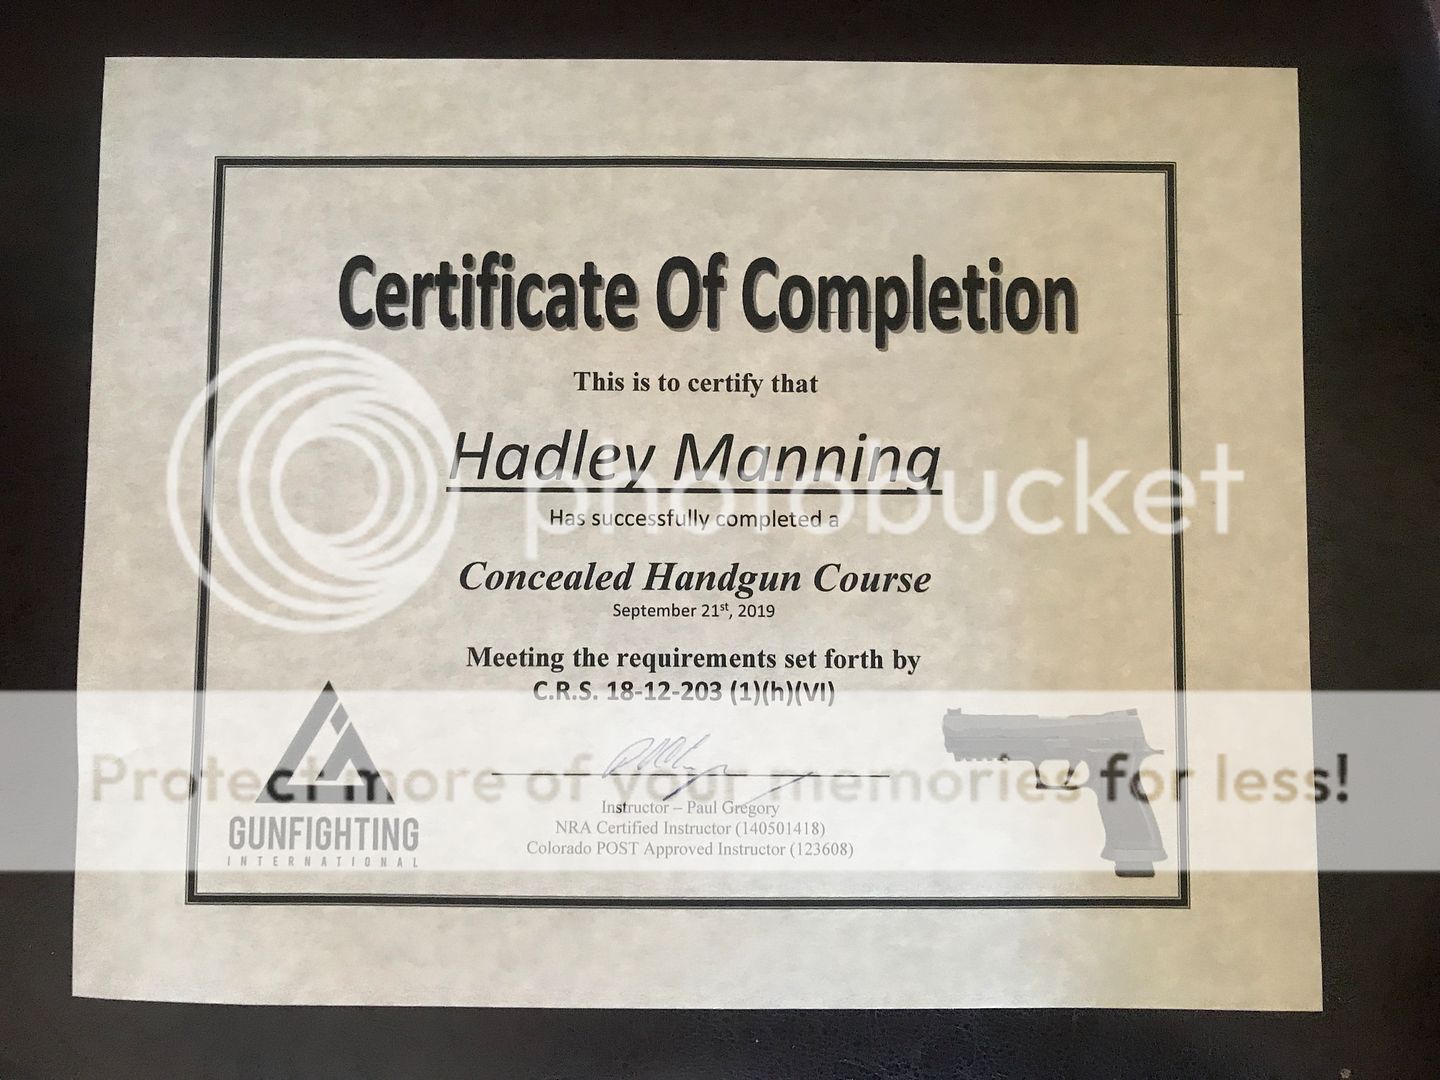 Certificate Of Completion
This is to certify that
Hadley Manning
photobucket
Has successfully completed a
Concealed Handgun Course
September 21st, 2019
Meeting the requirements set forth by
C.R.S. 18-12-203 (1)(h)(VI)
Protect more of your memories for less!
Instructor – Paul Gregory
NRA Certified Instructor (140501418)
Colorado POST Approved Instructor (123608)
GUNFIGHTING
INTERNATIONAL